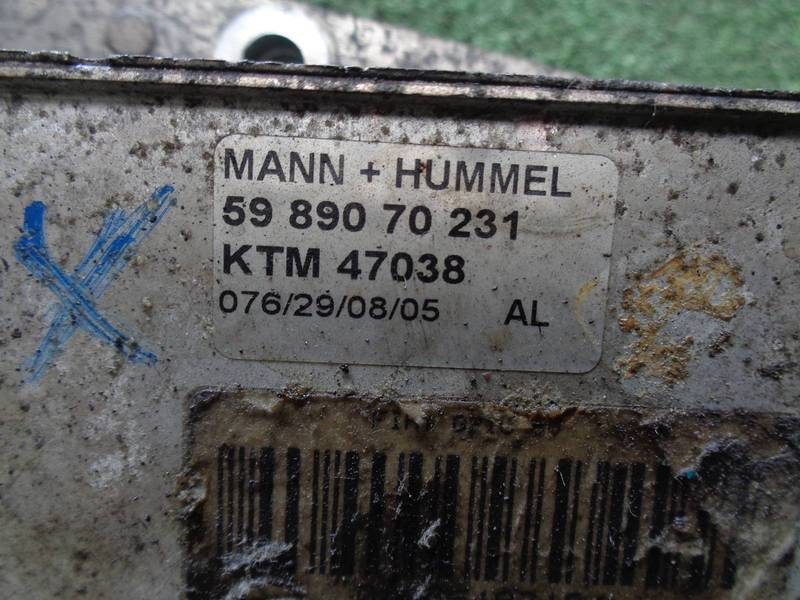 MANN + HUMMEL
59 890 70 231
KTM 47038
076/29/08/05 AL